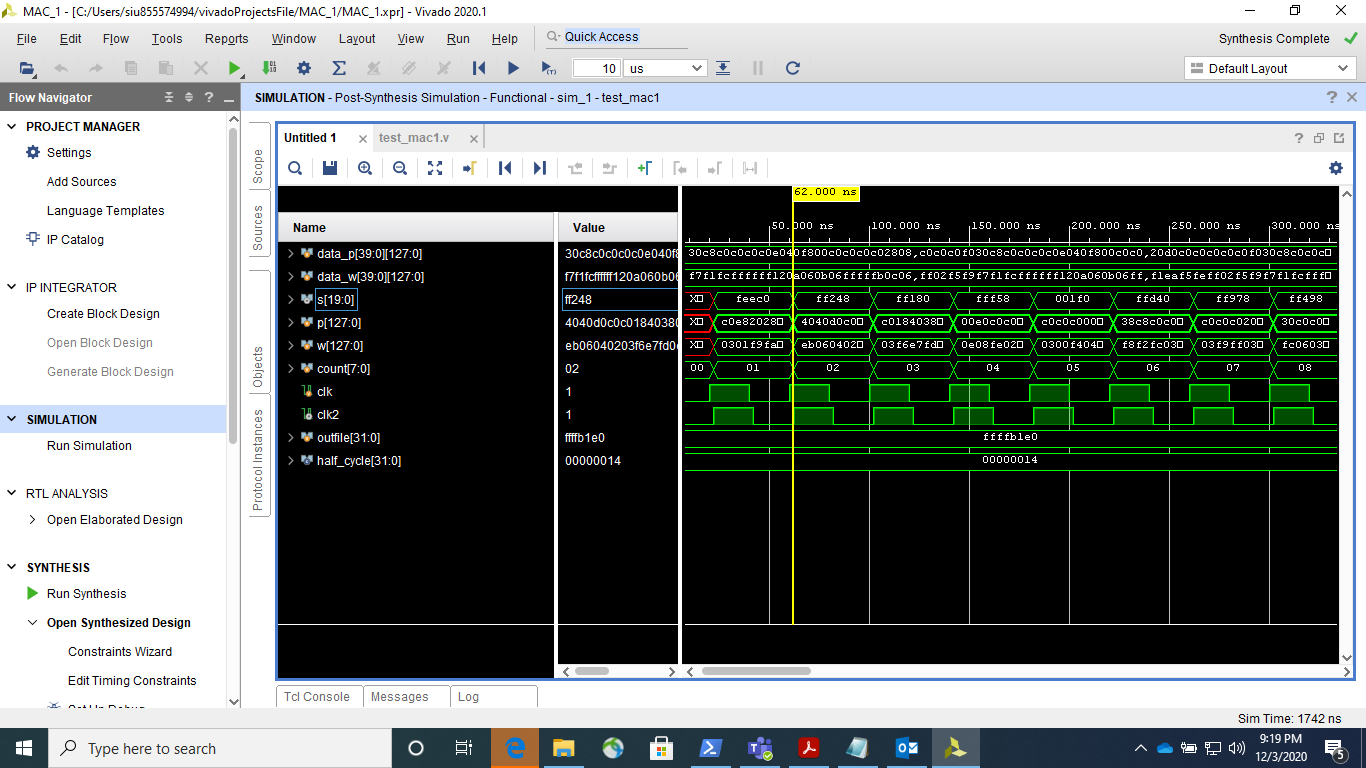 MAC_1 - [C:/Users/siu855574994/vivadoProjectsFile/MAC_1/MAC_1.xpr] - Vivado 2020.1
File Edit Flow Tools Reports Window Layout View Run Help Quick Access
Synthesis Complete
10 us
Default Layout
Flow Navigator
PROJECT MANAGER
Settings
Add Sources
Language Templates
IP Catalog
IP INTEGRATOR
Create Block Design
Open Block Design
Generate Block Design
SIMULATION
Run Simulation
RTL ANALYSIS
Open Elaborated Design
SYNTHESIS
Run Synthesis
Open Synthesized Design
Constraints Wizard
Edit Timing Constraints
SIMULATION - Post-Synthesis Simulation - Functional - sim_1 - test_mac1
Scope
Sources
Objects
Protocol Instances
Untitled 1
test_mac1.v
62.000 ns
50.000 ns 100.000 ns 150.000 ns 200.000 ns 250.000 ns 300.000 ns
Name Value
data_p[39:0][127:0]
data_w[39:0][127:0] f7f1fcffffff120a060b06
s[19:0] ff248 feec0 ff248 ff180 fff58 001f0 ffd40 ff978 ff498
p[127:0] 4040d0c0c0184038 c0e82028 4040d0c0 c0184038 00e0c0c0 c0c0c000 38c8c0c0 c0c0c020 30c0c0
w[127:0] eb06040203f6e7fd 0301f9fa eb060402 03f6e7fd 0e08fe02 0300f404 f8f2fc03 03f9ff03 fc0603
count[7:0] 02 00 01 02 03 04 05 06 07 08
clk 1
clk2 1
outfile[31:0] ffffb1e0 ffffb1e0
half_cycle[31:0] 00000014 00000014
Tcl Console Messages Log
Sim Time: 1742 ns
Type here to search
9:19 PM
12/3/2020
5